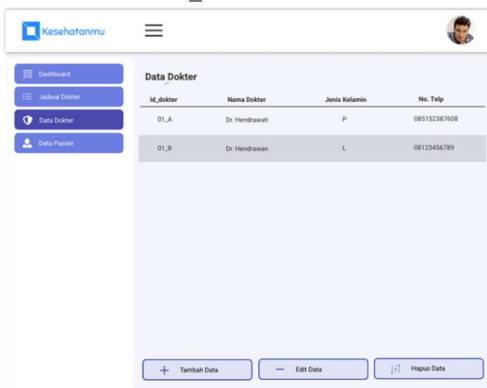 Kesehatanmu
Dashboard
Jadwal Dokter
Data Dokter
Data Pasien
Data Dokter
Id_dokter Nama Dokter Jenis Kelamin No. Telp
01_A Dr. Hendrawati P 085152387608
01_B Dr. Hendrawan L 08123456789
Tambah Data Edit Data Hapus Data